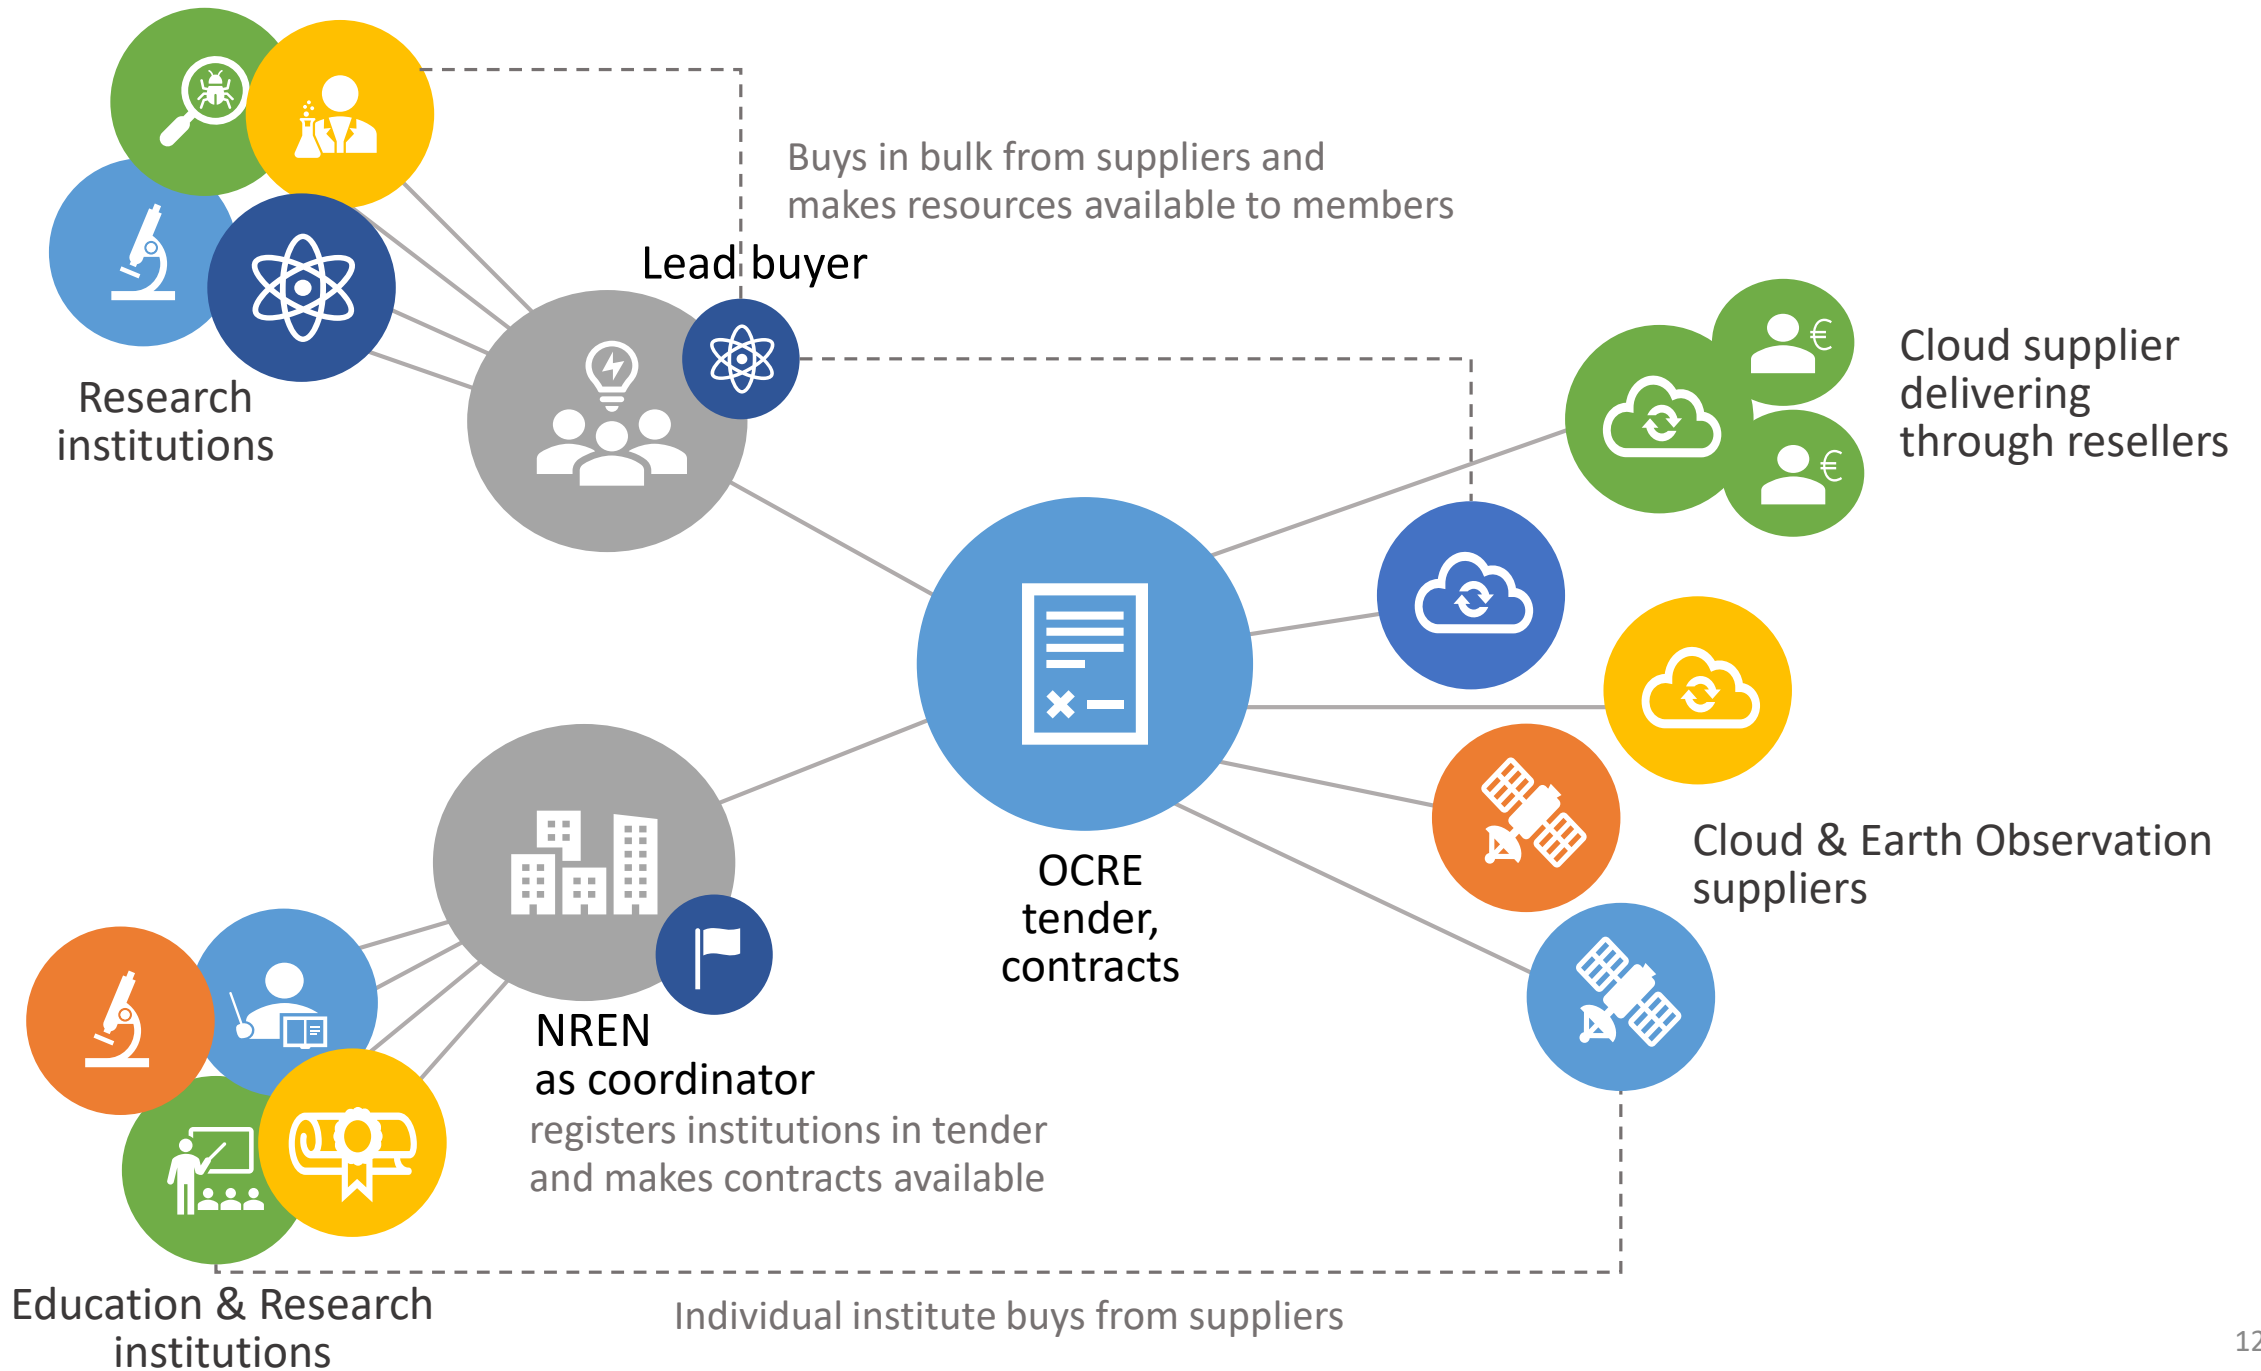 Buys in bulk from suppliers and
makes resources available to members
Lead buyer
Research
institutions
€
€
Cloud supplier
delivering
through resellers
OCRE
tender,
contracts
Cloud & Earth Observation
suppliers
NREN
as coordinator
registers institutions in tender
and makes contracts available
Education & Research
institutions
Individual institute buys from suppliers
12